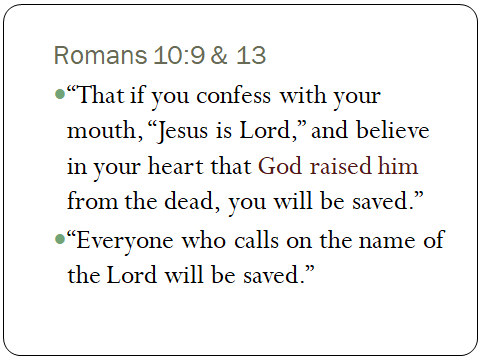 Romans 10:9 & 13
“That if you confess with your
mouth, “Jesus is Lord,” and believe
in your heart that God raised him
from the dead, you will be saved.”
“Everyone who calls on the name of
the Lord will be saved.”